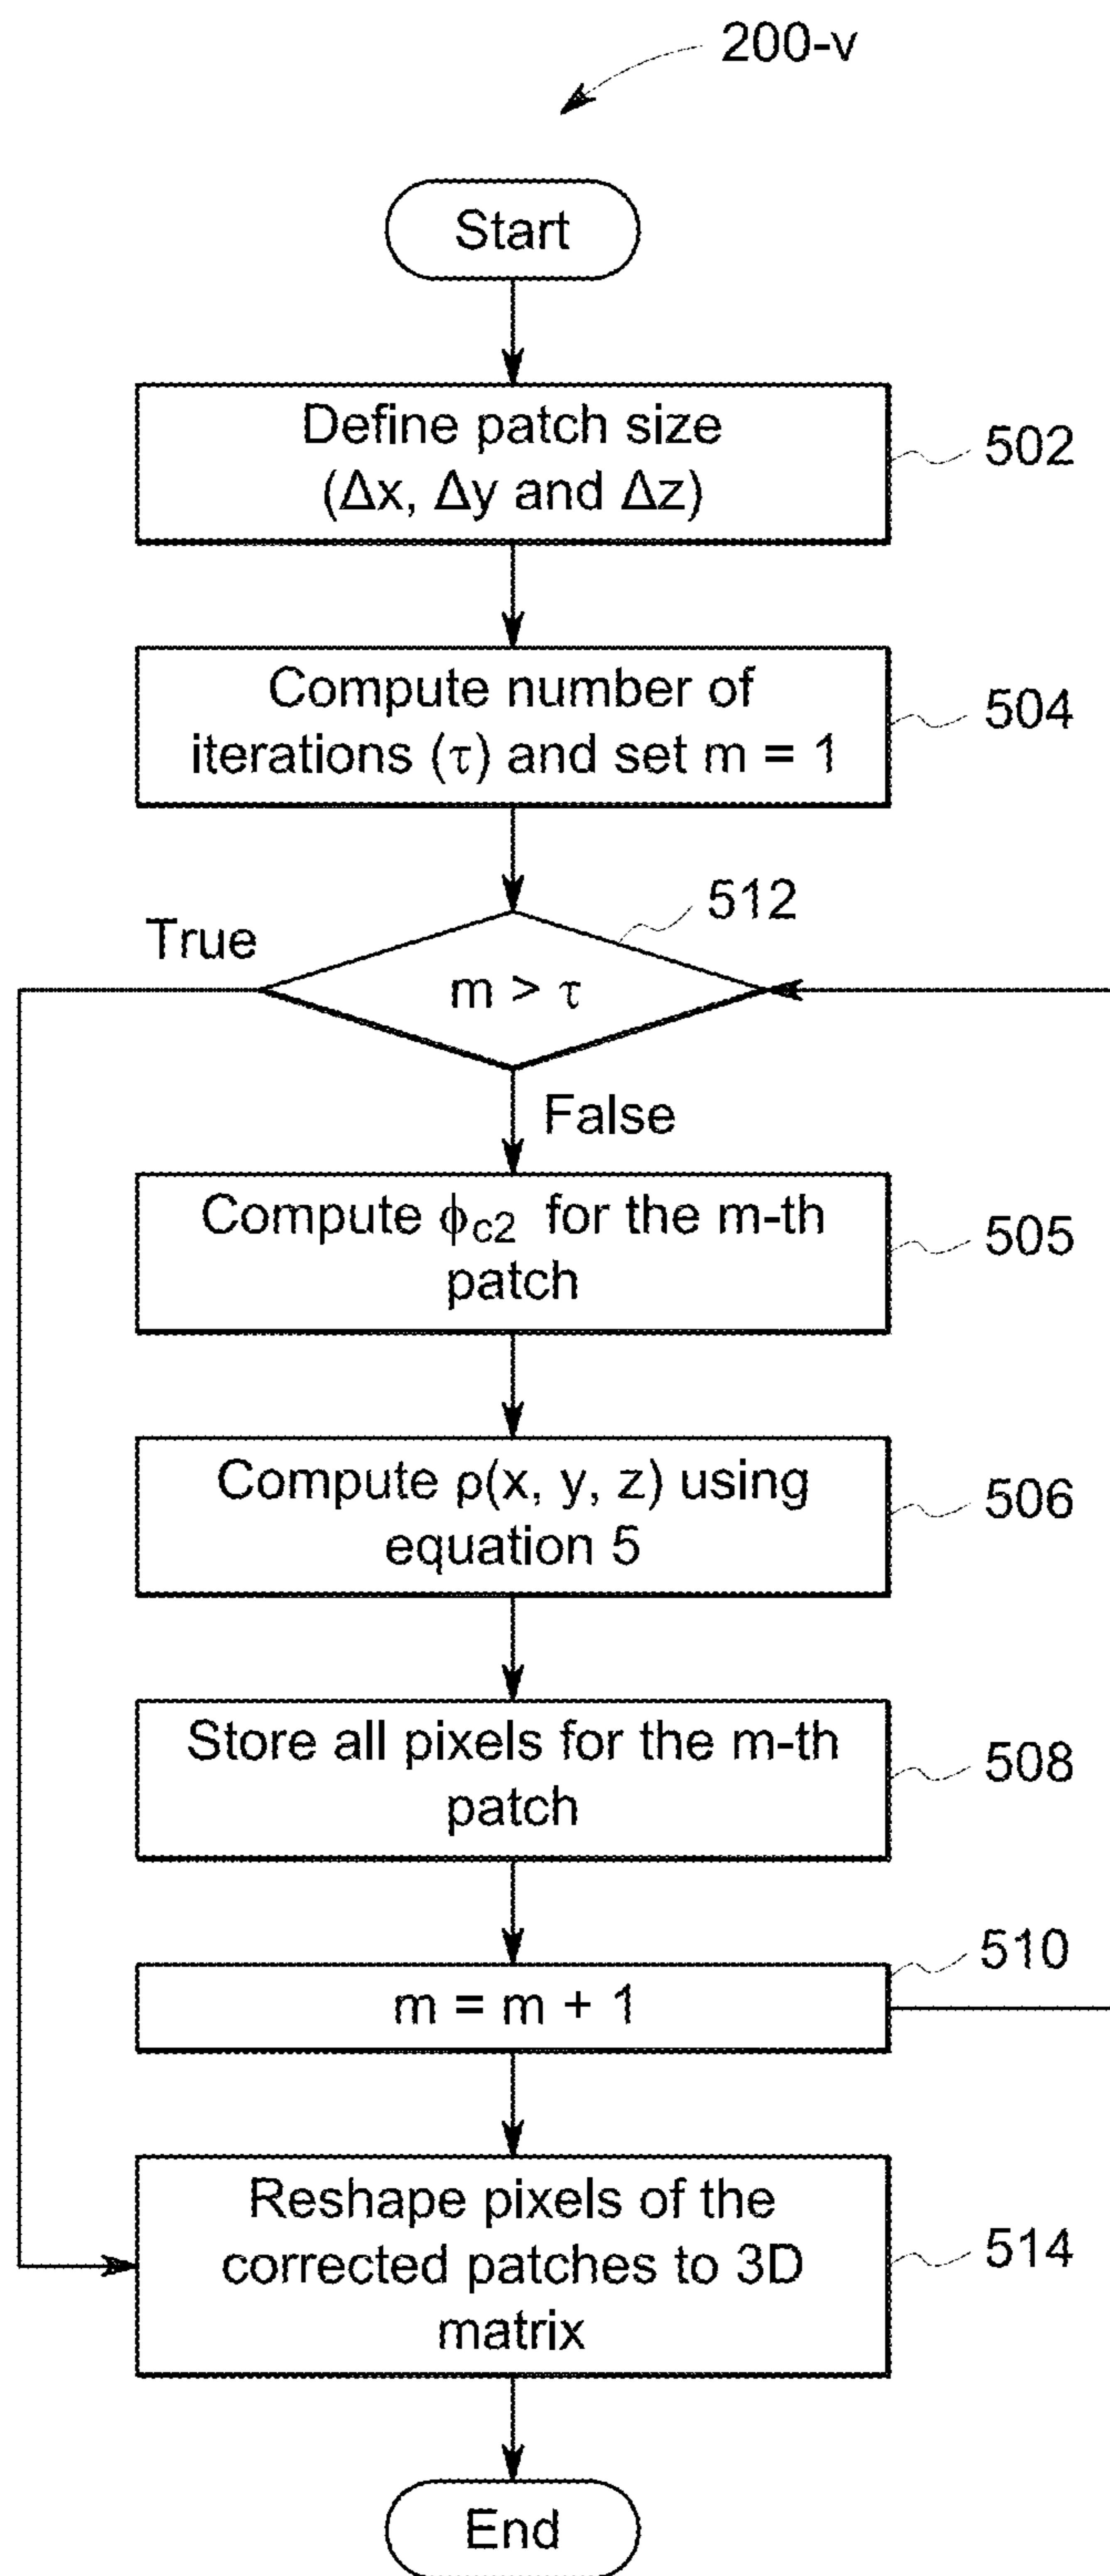 200-v
Start
Define patch size
(Δx, Δy and Δz)
502
Compute number of
iterations (τ) and set m = 1
504
512
True
m > τ
False
Compute ϕc2 for the m-th
patch
505
Compute ρ(x, y, z) using
equation 5
506
Store all pixels for the m-th
patch
508
510
m = m + 1
Reshape pixels of the
corrected patches to 3D
matrix
514
End